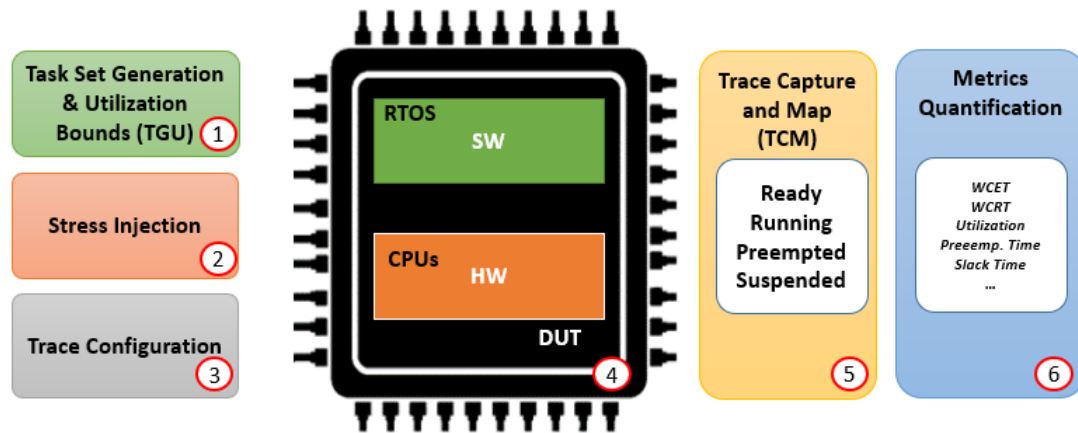 Task Set Generation
& Utilization
Bounds (TGU)
1
Stress Injection
2
Trace Configuration
3
RTOS
SW
CPUs
HW
DUT
4
Trace Capture
and Map
(TCM)
Ready
Running
Preempted
Suspended
5
Metrics
Quantification
WCET
WCRT
Utilization
Preeemp. Time
Slack Time
...
6